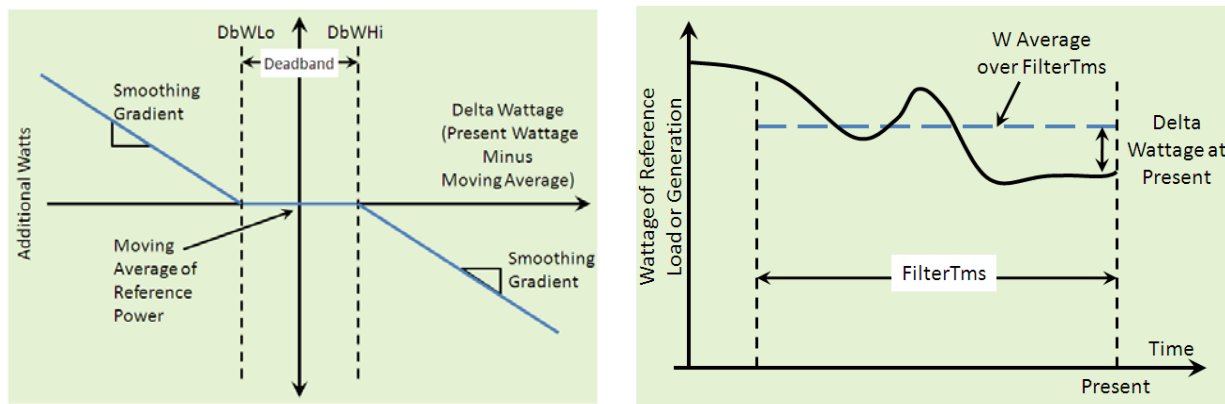 DbWLo
DbWHi
Deadband
Smoothing
Gradient
Delta Wattage
(Present Wattage
Minus
Moving Average)
Additional Watts
Moving
Average of
Reference
Power
Smoothing
Gradient
W Average
over FilterTms
Delta
Wattage at
Present
Wattage of Reference
Load or Generation
FilterTms
Time
Present